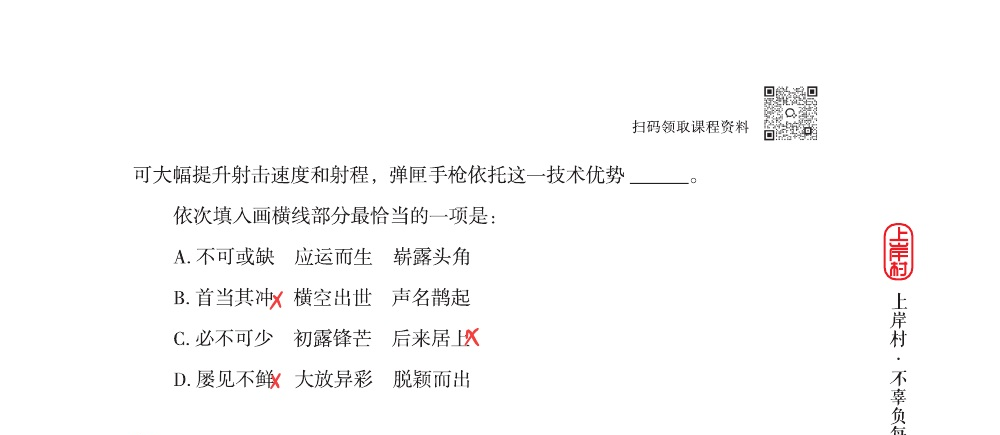 扫码领取课程资料
可大幅提升射击速度和射程，弹匣手枪依托这一技术优势 ______。
依次填入画横线部分最恰当的一项是：
A. 不可或缺 应运而生 崭露头角
B. 首当其冲 横空出世 声名鹊起
C. 必不可少 初露锋芒 后来居上
D. 屡见不鲜 大放异彩 脱颖而出
上岸村
上岸村·不辜负